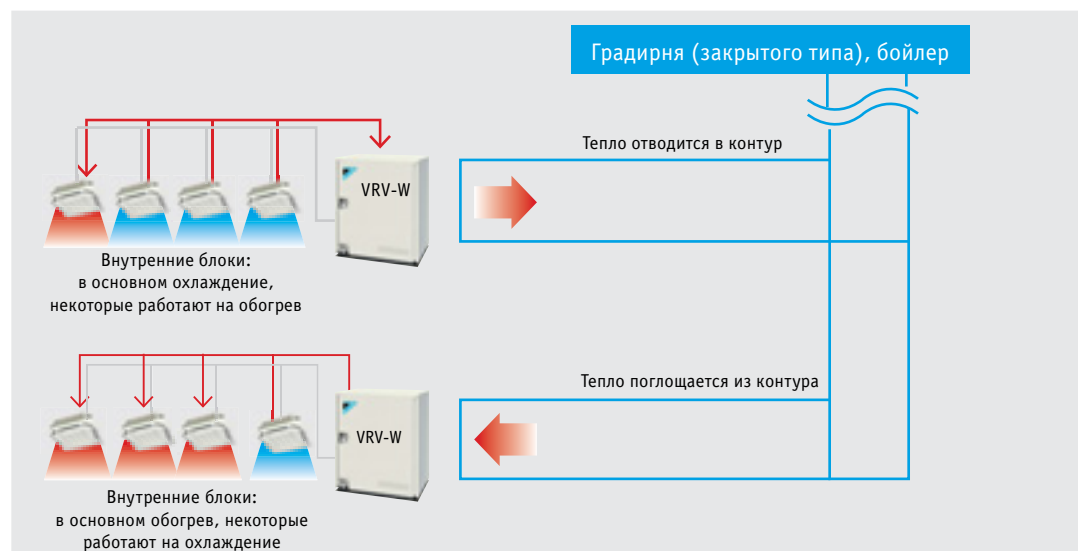 Градирня (закрытого типа), бойлер
Тепло отводится в контур
VRV-W
Внутренние блоки:
в основном охлаждение,
некоторые работают на обогрев
Тепло поглощается из контура
VRV-W
Внутренние блоки:
в основном обогрев, некоторые
работают на охлаждение